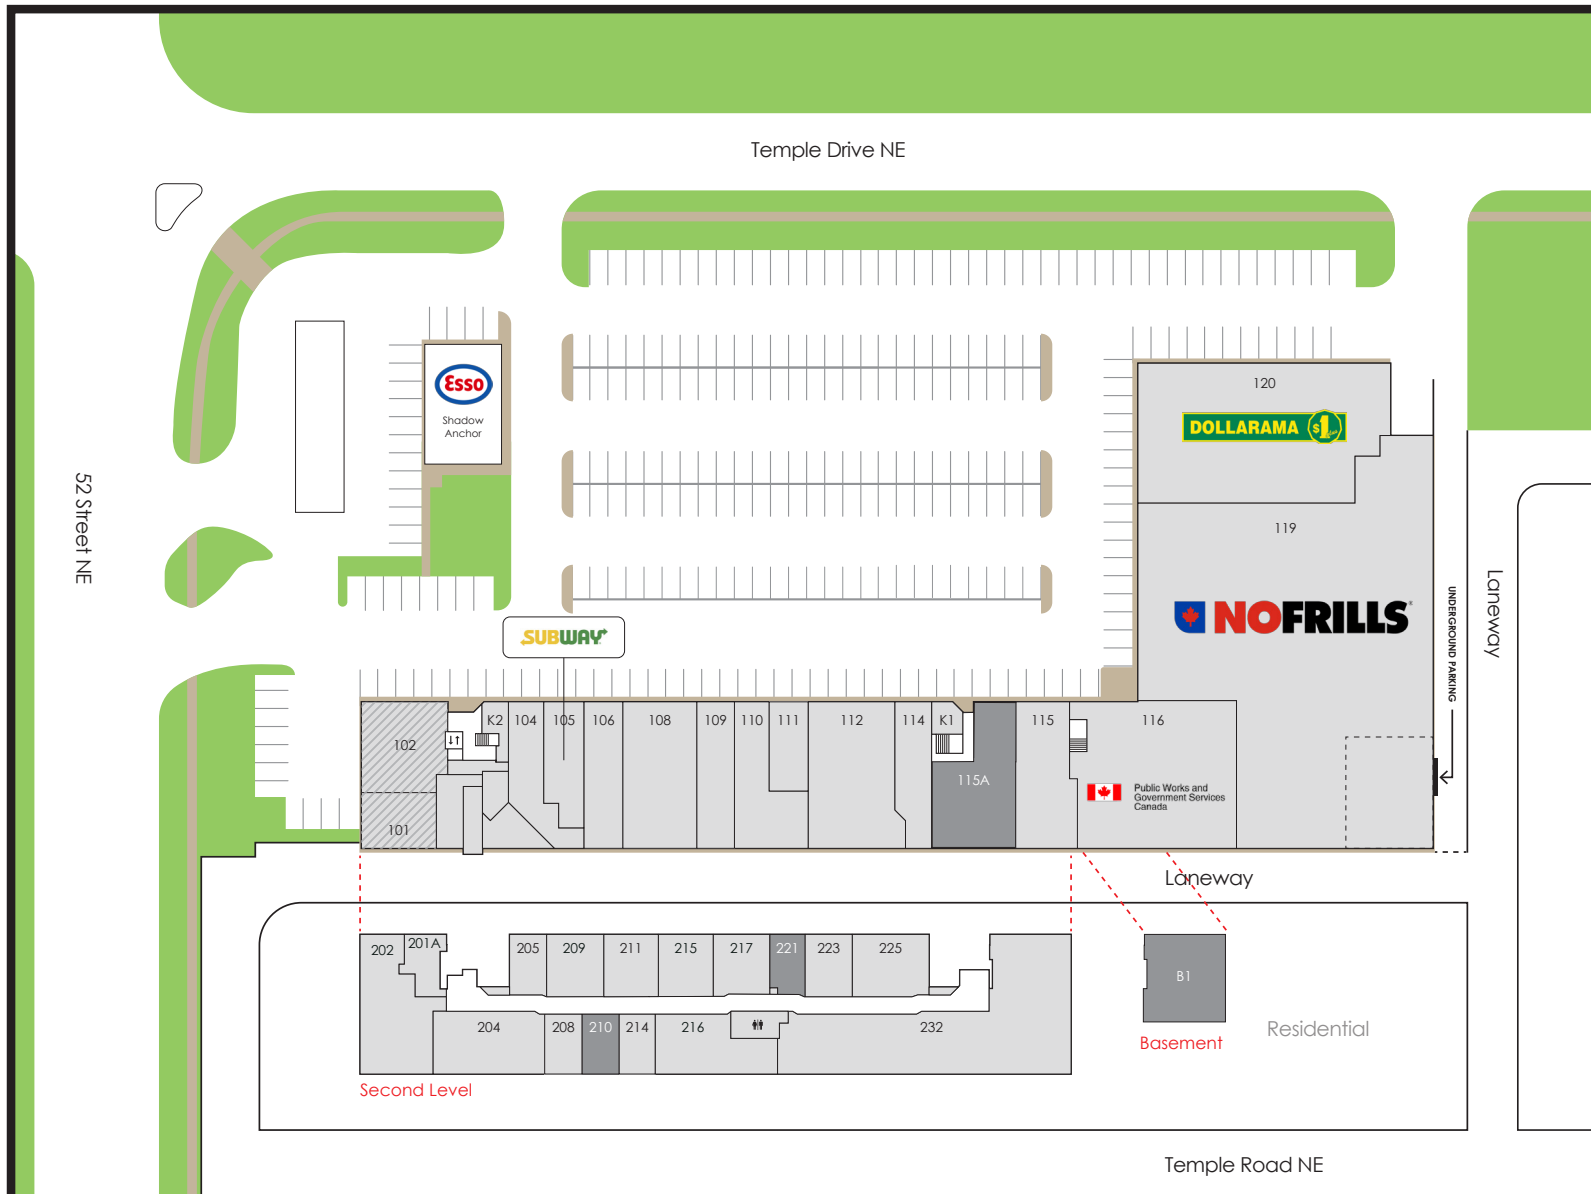 Temple Drive NE
Esso
Shadow
Anchor
52 Street NE
120
DOLLARAMA $1
119
NOFRILLS
Laneway
UNDERGROUND PARKING
SUBWAY
102
K2
104
105
106
108
109
110
111
112
114
K1
115
116
115A
101
Public Works and
Government Services
Canada
Laneway
202
201A
205
209
211
215
217
221
223
225
204
208
210
214
216
232
B1
Second Level
Basement
Residential
Temple Road NE